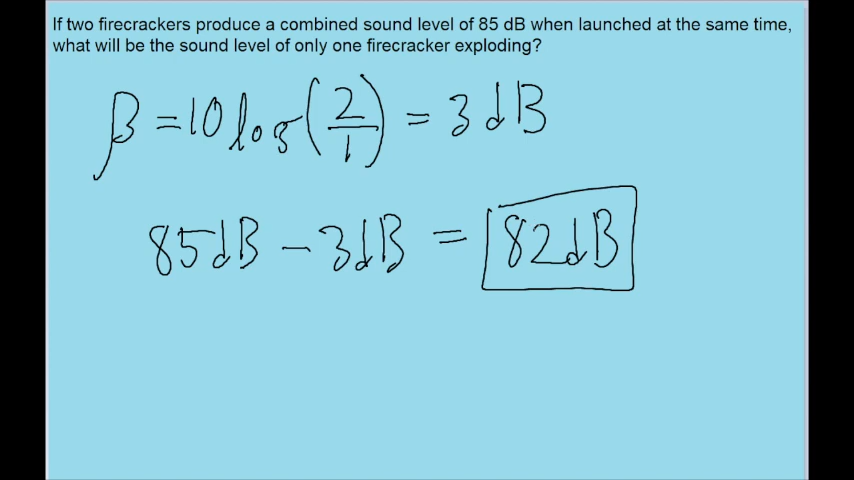 If two firecrackers produce a combined sound level of 85 dB when launched at the same time,
what will be the sound level of only one firecracker exploding?
β = 10 log (2/1) = 3 dB
85 dB - 3 dB = 82 dB